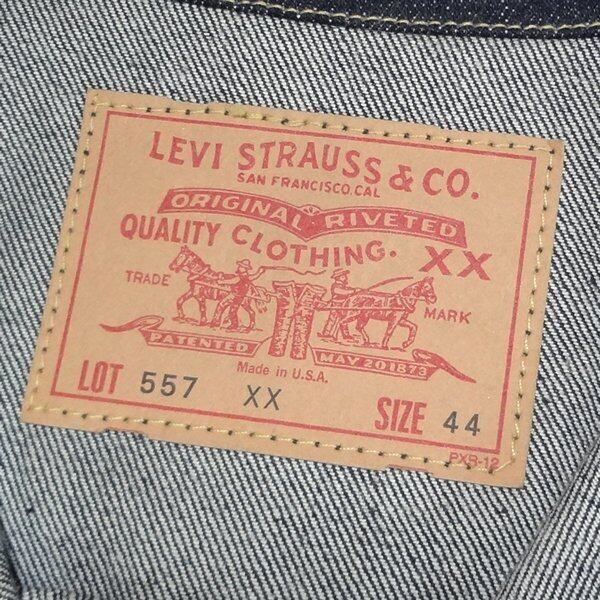 LEVI STRAUSS & CO.
SAN FRANCISCO, CAL
ORIGINAL RIVETED
QUALITY CLOTHING. XX
TRADE MARK
PATENTED MAY 20 1873
Made in U.S.A.
LOT 557 XX SIZE 44
PXR-12